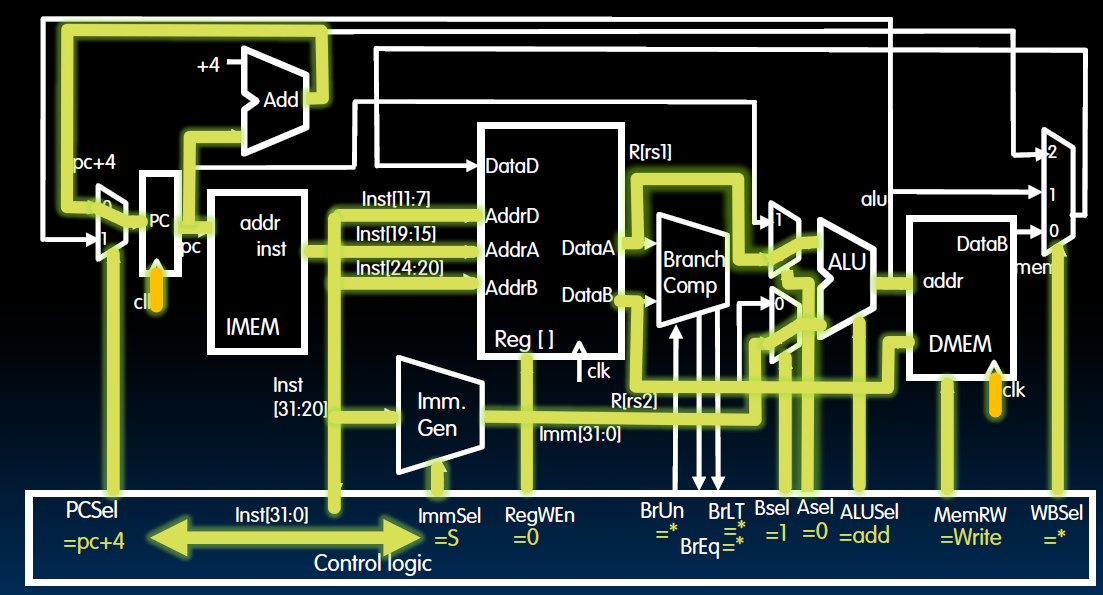 +4
Add
pc+4
0
1
PC
pc
clk
addr
inst
IMEM
Inst[11:7]
Inst[19:15]
Inst[24:20]
DataD
AddrD
AddrA
AddrB
DataA
DataB
Reg [ ]
clk
R[rs1]
Branch
Comp
1
0
ALU
alu
2
1
0
DataB
addr
DMEM
mem
clk
Inst
[31:20]
Imm.
Gen
R[rs2]
Imm[31:0]
PCSel
=pc+4
Inst[31:0]
Control logic
ImmSel
=S
RegWEn
=0
BrUn
=*
BrLT
=*
BrEq=*
Bsel
=1
Asel
=0
ALUSel
=add
MemRW
=Write
WBSel
=*